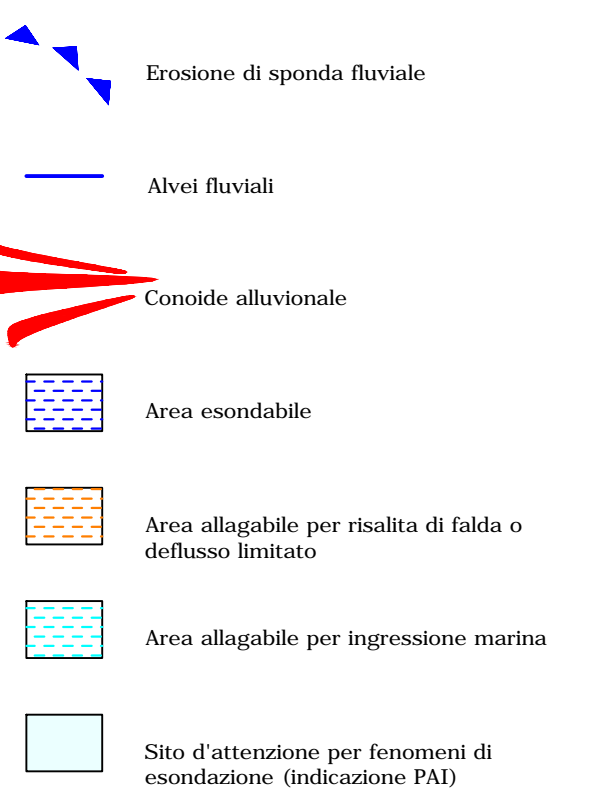 Erosione di sponda fluviale
Alvei fluviali
Conoide alluvionale
Area esondabile
Area allagabile per risalita di falda o
deflusso limitato
Area allagabile per ingressione marina
Sito d'attenzione per fenomeni di
esondazione (indicazione PAI)